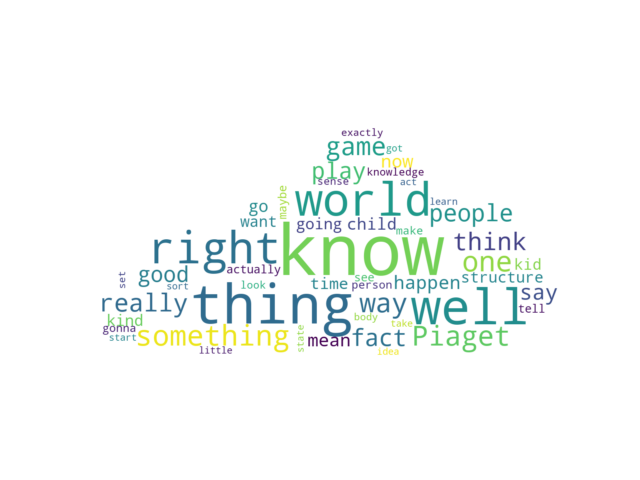 exactly
game got
now
play knowledge
sense act
world learn
maybe
go people
want going child make
know
right think
one kid
good actually
see structure
set sort look time person happen
thing way well say
really
kind body tell
gonna take
start something state mean fact Piaget
little idea